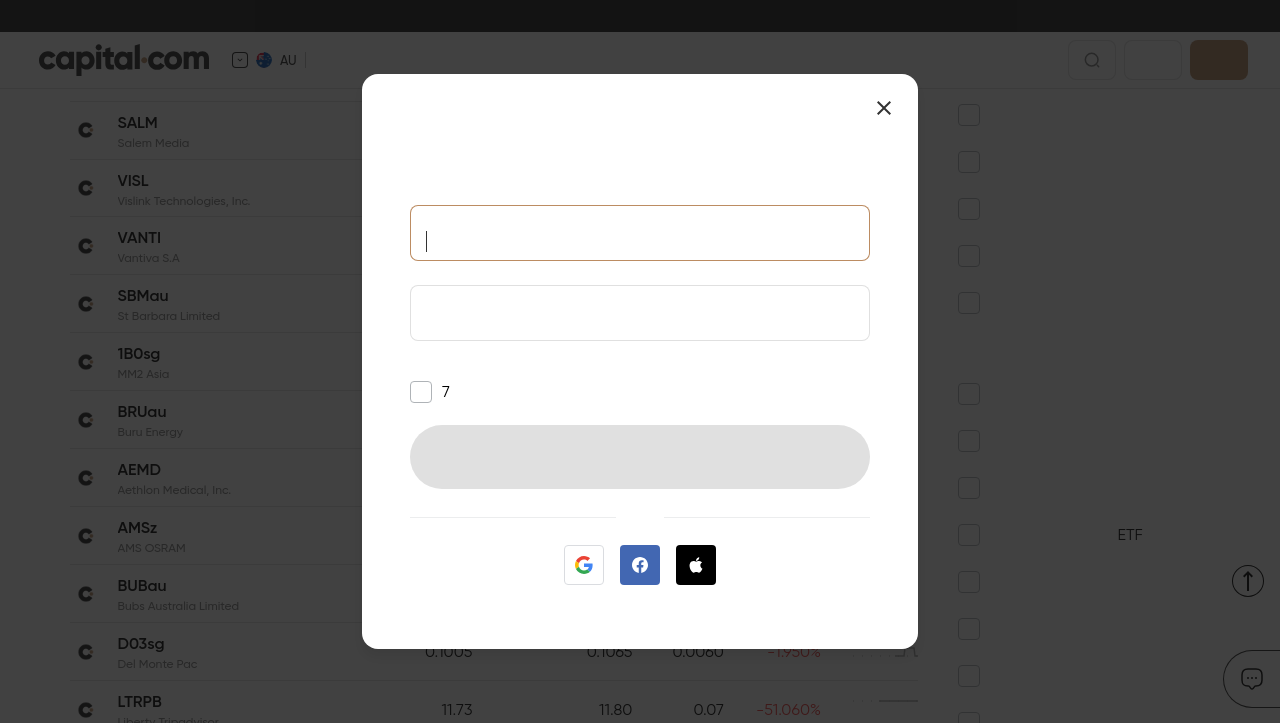 capital.com
AU
SALM
Salem Media
VISL
Vislink Technologies, Inc.
VANTI
Vantiva S.A
SBMau
St Barbara Limited
1B0sg
MM2 Asia
BRUau
Buru Energy
AEMD
Aethlon Medical, Inc.
AMSz
AMS OSRAM
BUBau
Bubs Australia Limited
D03sg
Del Monte Pac
0.1005 0.1065 0.0060 -1.950%
LTRPB
Liberty Tripadvisor
11.73 11.80 0.07 -51.060%
7
ETF